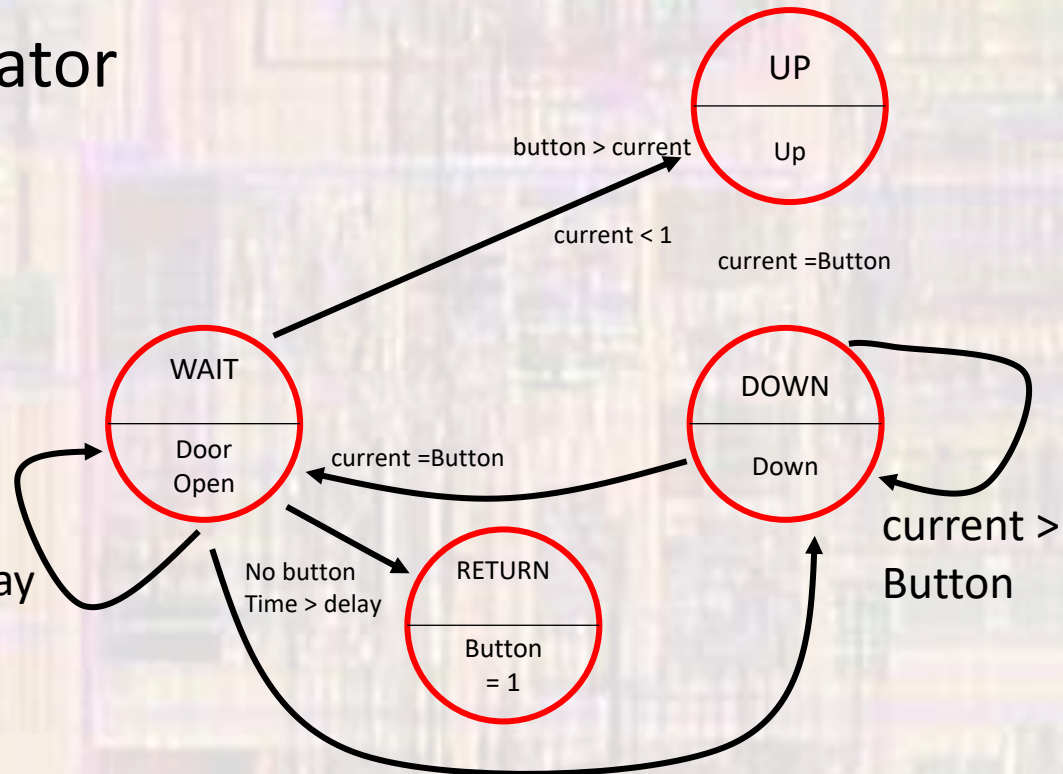 ator
UP
Up
button > current
current < 1
current =Button
WAIT
Door
Open
DOWN
Down
current =Button
current >
Button
ay
No button
Time > delay
RETURN
Button
= 1